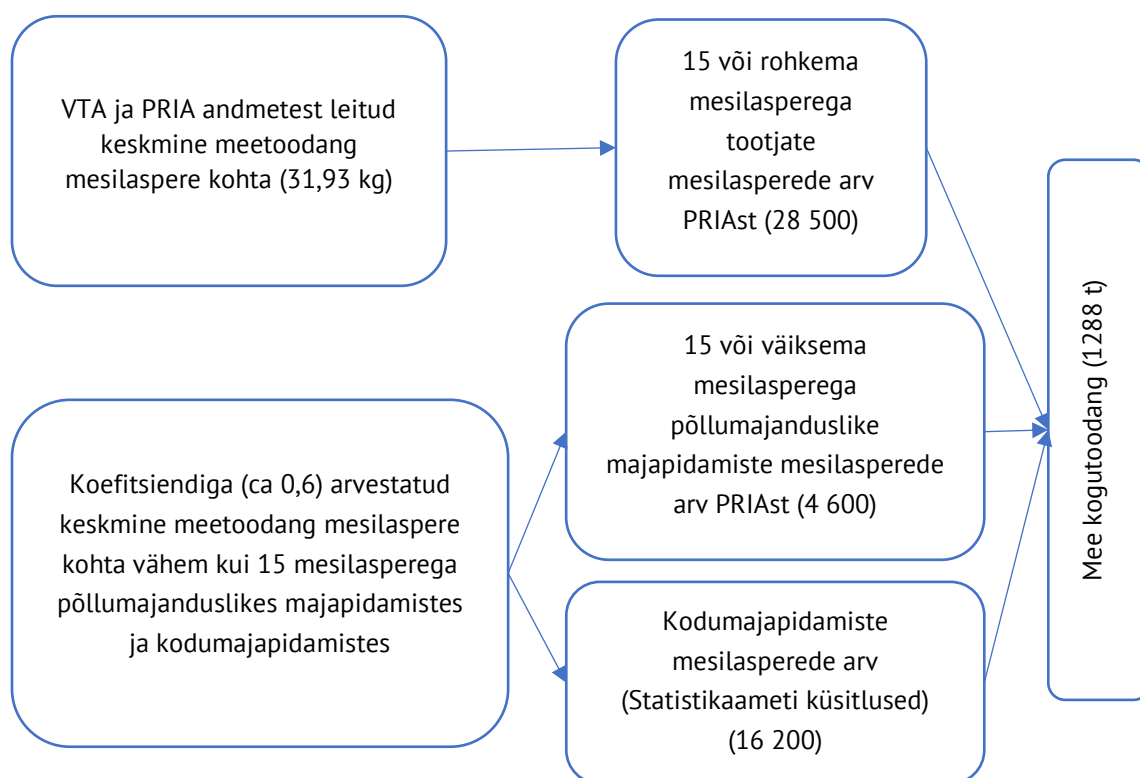 VTA ja PRIA andmetest leitud
keskmine meetoodang
mesilaspere kohta (31,93 kg)
15 või rohkema
mesilasperega
tootjate
mesilasperede arv
PRIAst (28 500)
Koefitsiendiga (ca 0,6) arvestatud
keskmine meetoodang mesilaspere
kohta vähem kui 15 mesilasperega
põllumajanduslikes majapidamistes
ja kodumajapidamistes
15 või väiksema
mesilasperega
põllumajanduslike
majapidamiste mesilasperede
arv PRIAst (4 600)
Kodumajapidamiste
mesilasperede arv
(Statistikaameti küsitlused)
(16 200)
Mee kogutoodang (1288 t)